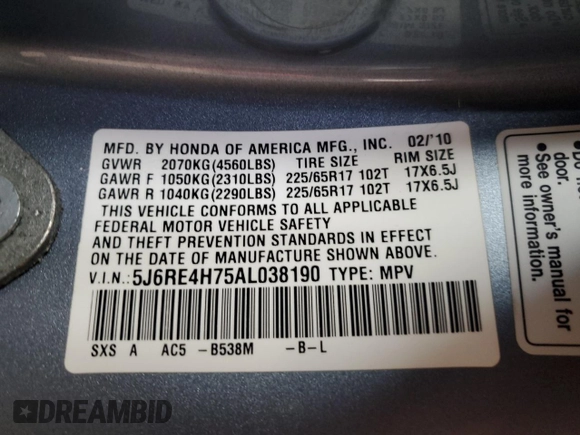 MFD. BY HONDA OF AMERICA MFG., INC. 02/'10
GVWR 2070KG(4560LBS) TIRE SIZE RIM SIZE
GAWR F 1050KG(2310LBS) 225/65R17 102T 17X6.5J
GAWR R 1040KG(2290LBS) 225/65R17 102T 17X6.5J
THIS VEHICLE CONFORMS TO ALL APPLICABLE
FEDERAL MOTOR VEHICLE SAFETY
AND THEFT PREVENTION STANDARDS IN EFFECT
ON THE DATE OF MANUFACTURE SHOWN ABOVE.
V.I.N.: 5J6RE4H75AL038190 TYPE: MPV
SXS A AC5 -B538M -B-L
door.
•See owner's
manual for
DREAMBID